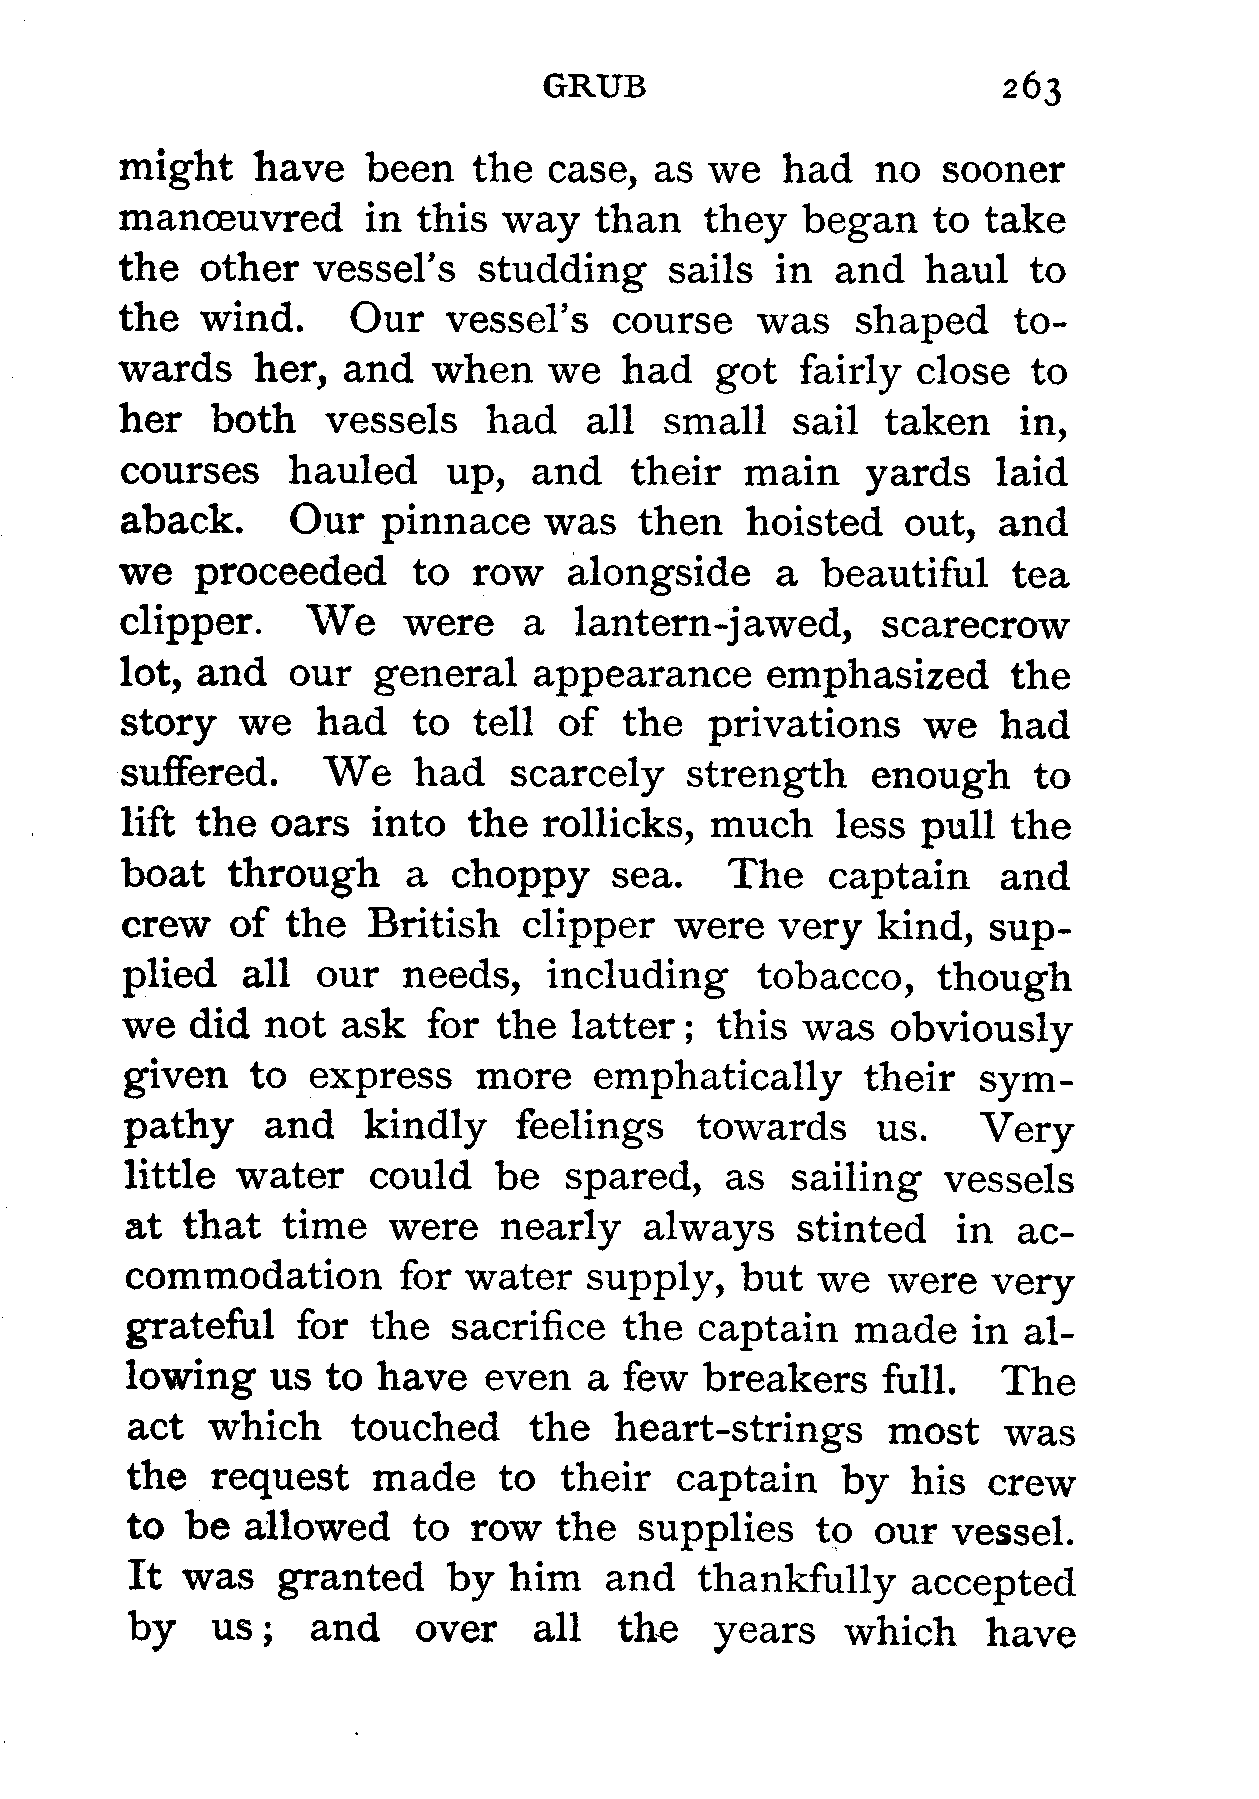 GRUB 263
might have been the case, as we had no sooner
manœuvred in this way than they began to take
the other vessel's studding sails in and haul to
the wind. Our vessel's course was shaped to-
wards her, and when we had got fairly close to
her both vessels had all small sail taken in,
courses hauled up, and their main yards laid
aback. Our pinnace was then hoisted out, and
we proceeded to row alongside a beautiful tea
clipper. We were a lantern-jawed, scarecrow
lot, and our general appearance emphasized the
story we had to tell of the privations we had
suffered. We had scarcely strength enough to
lift the oars into the rollicks, much less pull the
boat through a choppy sea. The captain and
crew of the British clipper were very kind, sup-
plied all our needs, including tobacco, though
we did not ask for the latter; this was obviously
given to express more emphatically their sym-
pathy and kindly feelings towards us. Very
little water could be spared, as sailing vessels
at that time were nearly always stinted in ac-
commodation for water supply, but we were very
grateful for the sacrifice the captain made in al-
lowing us to have even a few breakers full. The
act which touched the heart-strings most was
the request made to their captain by his crew
to be allowed to row the supplies to our vessel.
It was granted by him and thankfully accepted
by us; and over all the years which have